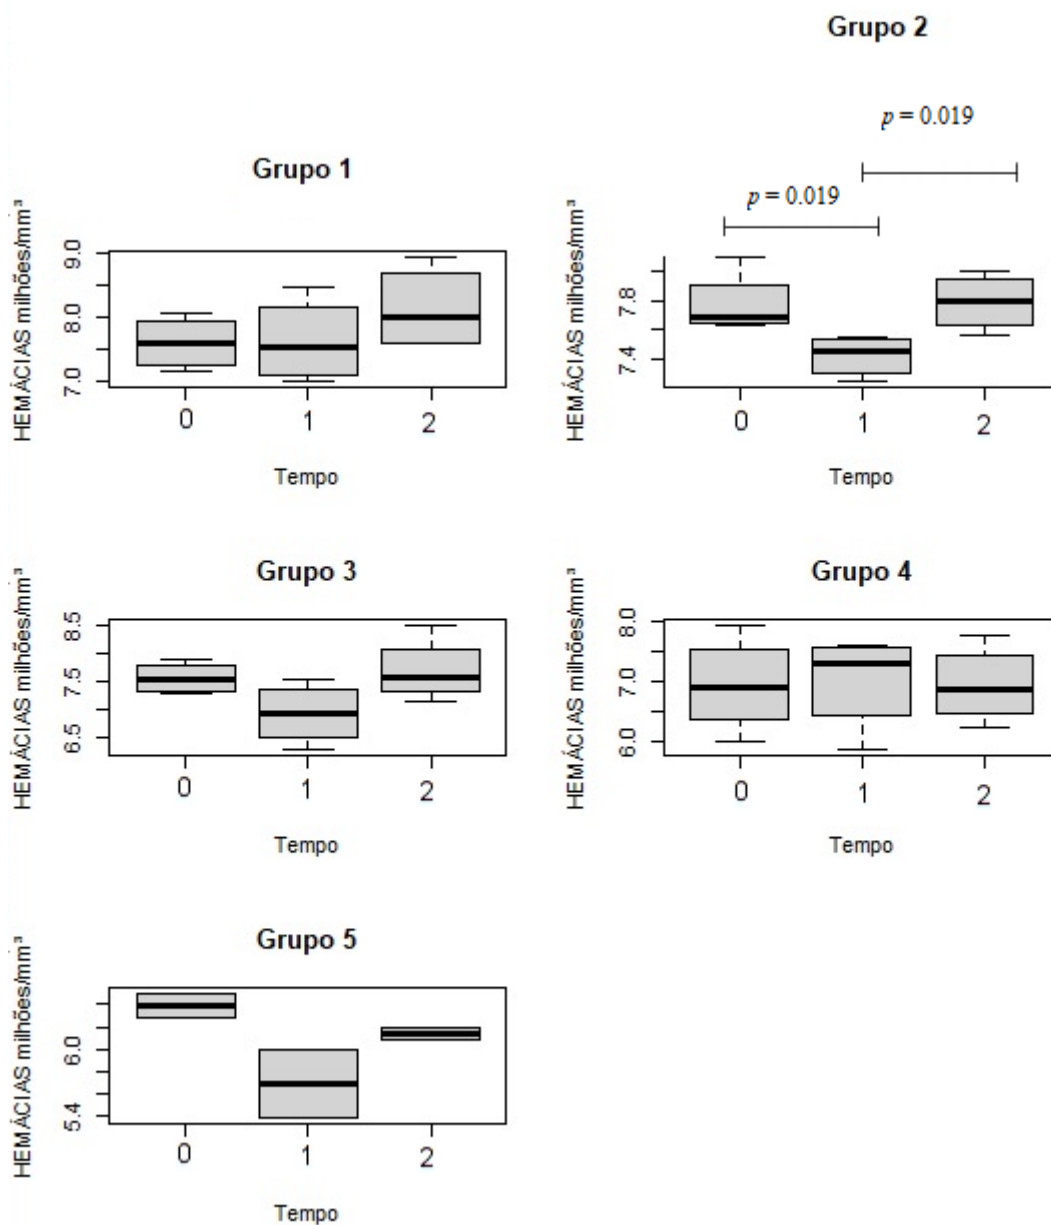 Grupo 1
HEMÁCIAS milhões/mm³
9.0
8.0
7.0
0 1 2
Tempo
Grupo 2
p = 0.019
p = 0.019
HEMÁCIAS milhões/mm³
7.8
7.4
0 1 2
Tempo
Grupo 3
HEMÁCIAS milhões/mm³
8.5
7.5
6.5
0 1 2
Tempo
Grupo 4
HEMÁCIAS milhões/mm³
8.0
7.0
6.0
0 1 2
Tempo
Grupo 5
HEMÁCIAS milhões/mm³
6.0
5.4
0 1 2
Tempo